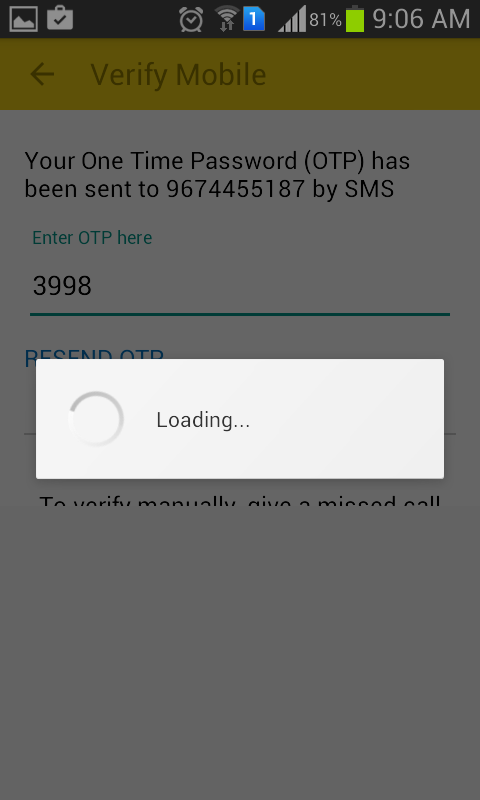 1 81% 9:06 AM
Verify Mobile
Your One Time Password (OTP) has
been sent to 9674455187 by SMS
Enter OTP here
3998
RESEND OTP
Loading...
To verify manually, give a missed call